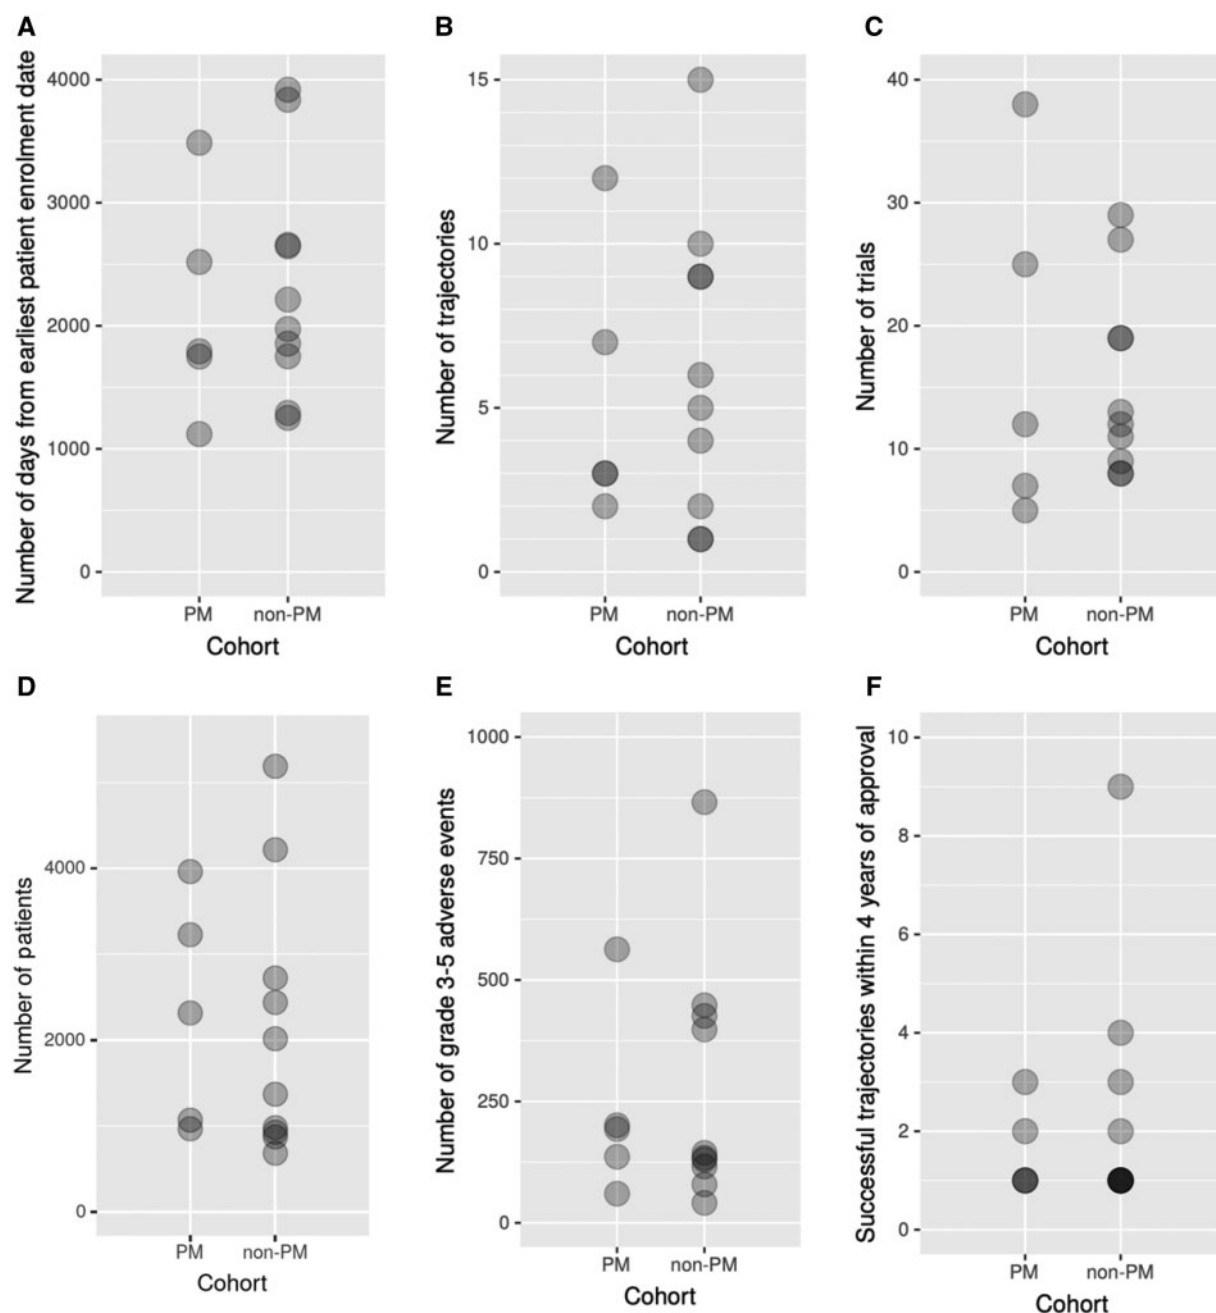 A
Number of days from earliest patient enrolment date
4000
3000
2000
1000
0
PM non-PM
Cohort
B
Number of trajectories
15
10
5
0
PM non-PM
Cohort
C
Number of trials
40
30
20
10
0
PM non-PM
Cohort
D
Number of patients
4000
2000
0
PM non-PM
Cohort
E
Number of grade 3-5 adverse events
1000
750
500
250
0
PM non-PM
Cohort
F
Successful trajectories within 4 years of approval
10
8
6
4
2
0
PM non-PM
Cohort